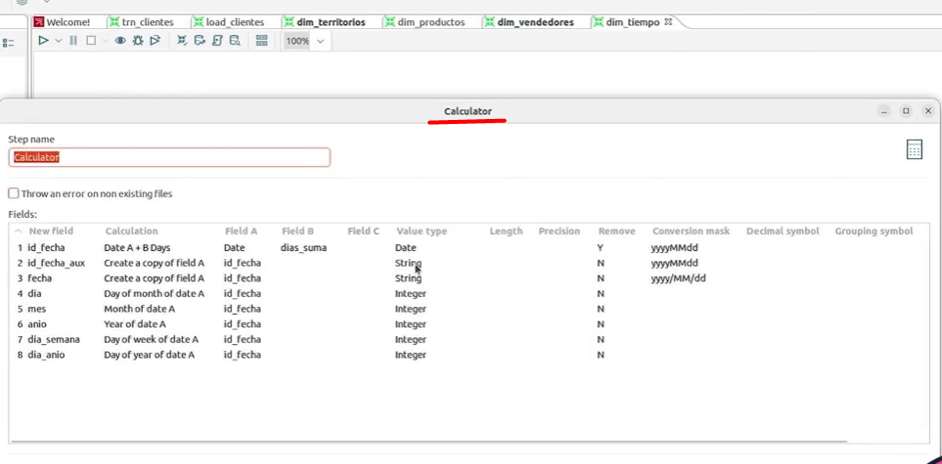 Welcome! trn_clientes load_clientes dim_territorios dim_productos dim_vendedores dim_tiempo
100%
Calculator
Step name
Calculator
Throw an error on non existing files
Fields:
New field Calculation Field A Field B Field C Value type Length Precision Remove Conversion mask Decimal symbol Grouping symbol
1 id_fecha Date A + B Days Date dias_suma Date Y yyyyMMdd
2 id_fecha_aux Create a copy of field A id_fecha String N yyyyMMdd
3 fecha Create a copy of field A id_fecha String N yyyy/MM/dd
4 dia Day of month of date A id_fecha Integer N
5 mes Month of date A id_fecha Integer N
6 anio Year of date A id_fecha Integer N
7 dia_semana Day of week of date A id_fecha Integer N
8 dia_anio Day of year of date A id_fecha Integer N